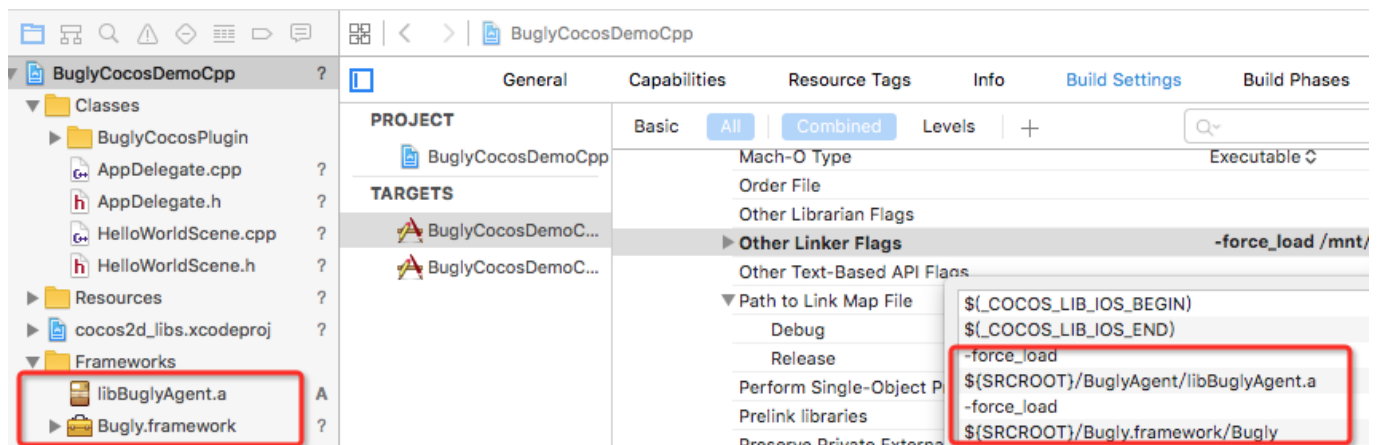 BuglyCocosDemoCpp
BuglyCocosDemoCpp ?
Classes
BuglyCocosPlugin
AppDelegate.cpp ?
AppDelegate.h ?
HelloWorldScene.cpp ?
HelloWorldScene.h ?
Resources ?
cocos2d_libs.xcodeproj ?
Frameworks
libBuglyAgent.a A
Bugly.framework ?
General Capabilities Resource Tags Info Build Settings Build Phases
PROJECT
BuglyCocosDemoCpp
TARGETS
BuglyCocosDemoC...
BuglyCocosDemoC...
Basic All Combined Levels +
Mach-O Type Executable
Order File
Other Librarian Flags
Other Linker Flags -force_load /mnt/
Other Text-Based API Flags
Path to Link Map File
Debug
Release
Perform Single-Object
Prelink libraries
Preserve Private Externa
$(_COCOS_LIB_IOS_BEGIN)
$(_COCOS_LIB_IOS_END)
-force_load
${SRCROOT}/BuglyAgent/libBuglyAgent.a
-force_load
${SRCROOT}/Bugly.framework/Bugly